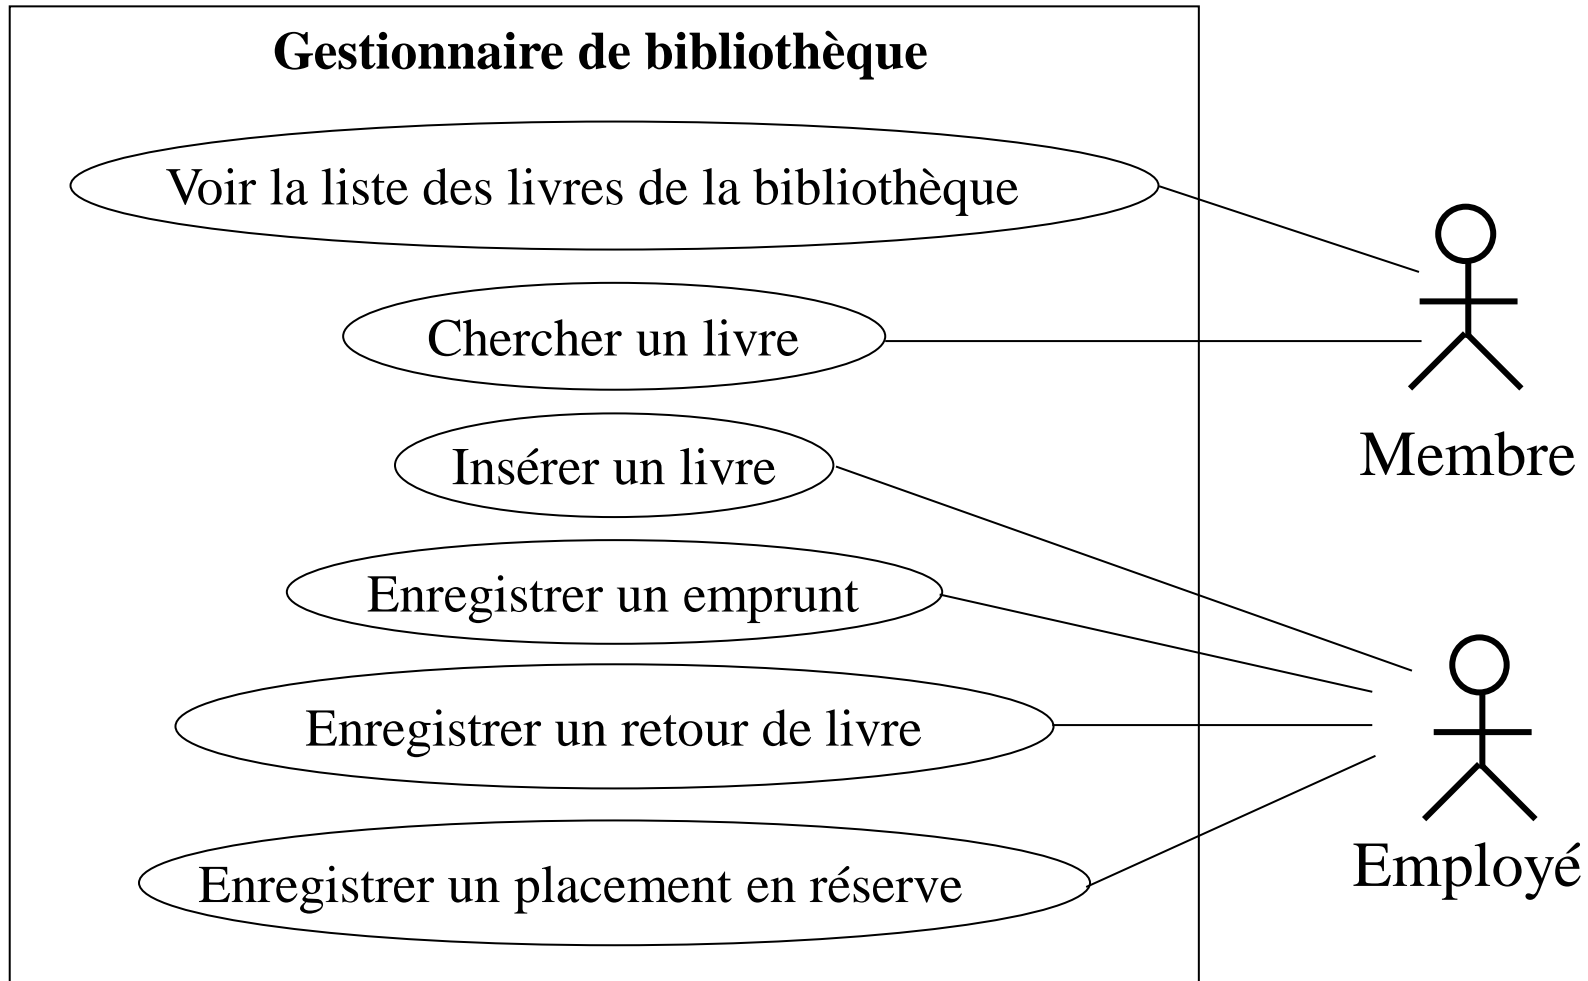 Gestionnaire de bibliothèque
Voir la liste des livres de la bibliothèque
Chercher un livre
Membre
Insérer un livre
Enregistrer un emprunt
Enregistrer un retour de livre
Employé
Enregistrer un placement en réserve